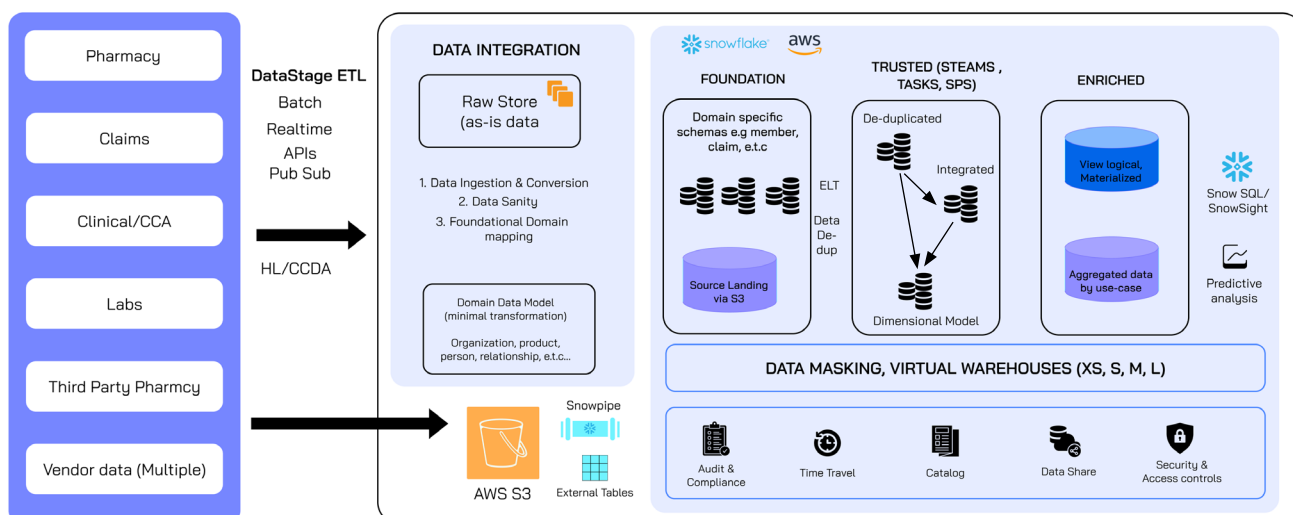 Pharmacy
Claims
Clinical/CCA
Labs
Third Party Pharmcy
Vendor data (Multiple)
DataStage ETL
Batch
Realtime
APIs
Pub Sub
HL/CCDA
DATA INTEGRATION
Raw Store
(as-is data
1. Data Ingestion & Conversion
2. Data Sanity
3. Foundational Domain
mapping
Domain Data Model
(minimal transformation)
Organization, product,
person, relationship, e.t.c...
AWS S3
Snowpipe
External Tables
snowflake®
aws
FOUNDATION
Domain specific
schemas e.g member,
claim, e.t.c
Source Landing
via S3
ELT
Deta
De-
dup
TRUSTED (STEAMS ,
TASKS, SPS)
De-duplicated
Integrated
Dimensional Model
ENRICHED
View logical,
Materialized
Aggregated data
by use-case
Snow SQL/
SnowSight
Predictive
analysis
DATA MASKING, VIRTUAL WAREHOUSES (XS, S, M, L)
Audit &
Compliance
Time Travel
Catalog
Data Share
Security &
Access controls